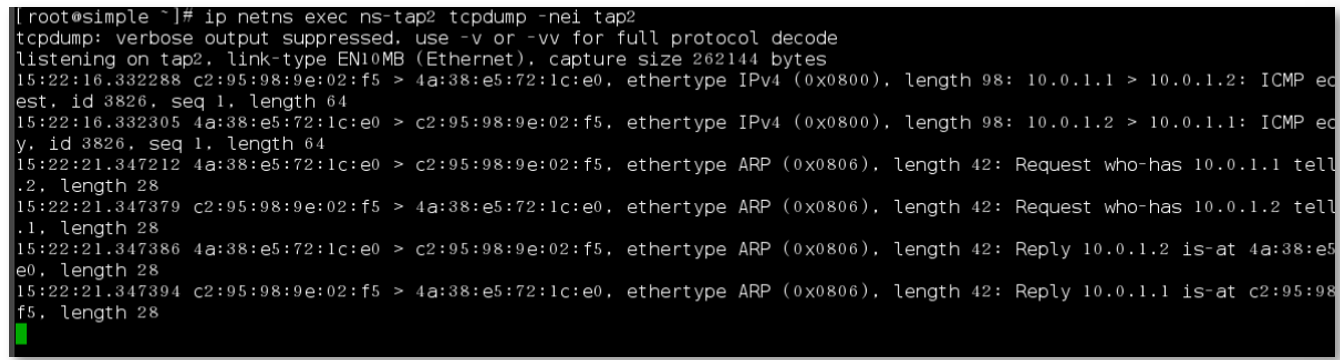 [root@simple ~]# ip netns exec ns-tap2 tcpdump -nei tap2
tcpdump: verbose output suppressed, use -v or -vv for full protocol decode
listening on tap2, link-type EN10MB (Ethernet), capture size 262144 bytes
15:22:16.332288 c2:95:98:9e:02:f5 > 4a:38:e5:72:1c:e0, ethertype IPv4 (0x0800), length 98: 10.0.1.1 > 10.0.1.2: ICMP ec
est, id 3826, seq 1, length 64
15:22:16.332305 4a:38:e5:72:1c:e0 > c2:95:98:9e:02:f5, ethertype IPv4 (0x0800), length 98: 10.0.1.2 > 10.0.1.1: ICMP ec
y, id 3826, seq 1, length 64
15:22:21.347212 4a:38:e5:72:1c:e0 > c2:95:98:9e:02:f5, ethertype ARP (0x0806), length 42: Request who-has 10.0.1.1 tell
.2, length 28
15:22:21.347379 c2:95:98:9e:02:f5 > 4a:38:e5:72:1c:e0, ethertype ARP (0x0806), length 42: Request who-has 10.0.1.2 tell
.1, length 28
15:22:21.347386 4a:38:e5:72:1c:e0 > c2:95:98:9e:02:f5, ethertype ARP (0x0806), length 42: Reply 10.0.1.2 is-at 4a:38:e5
e0, length 28
15:22:21.347394 c2:95:98:9e:02:f5 > 4a:38:e5:72:1c:e0, ethertype ARP (0x0806), length 42: Reply 10.0.1.1 is-at c2:95:98
f5, length 28